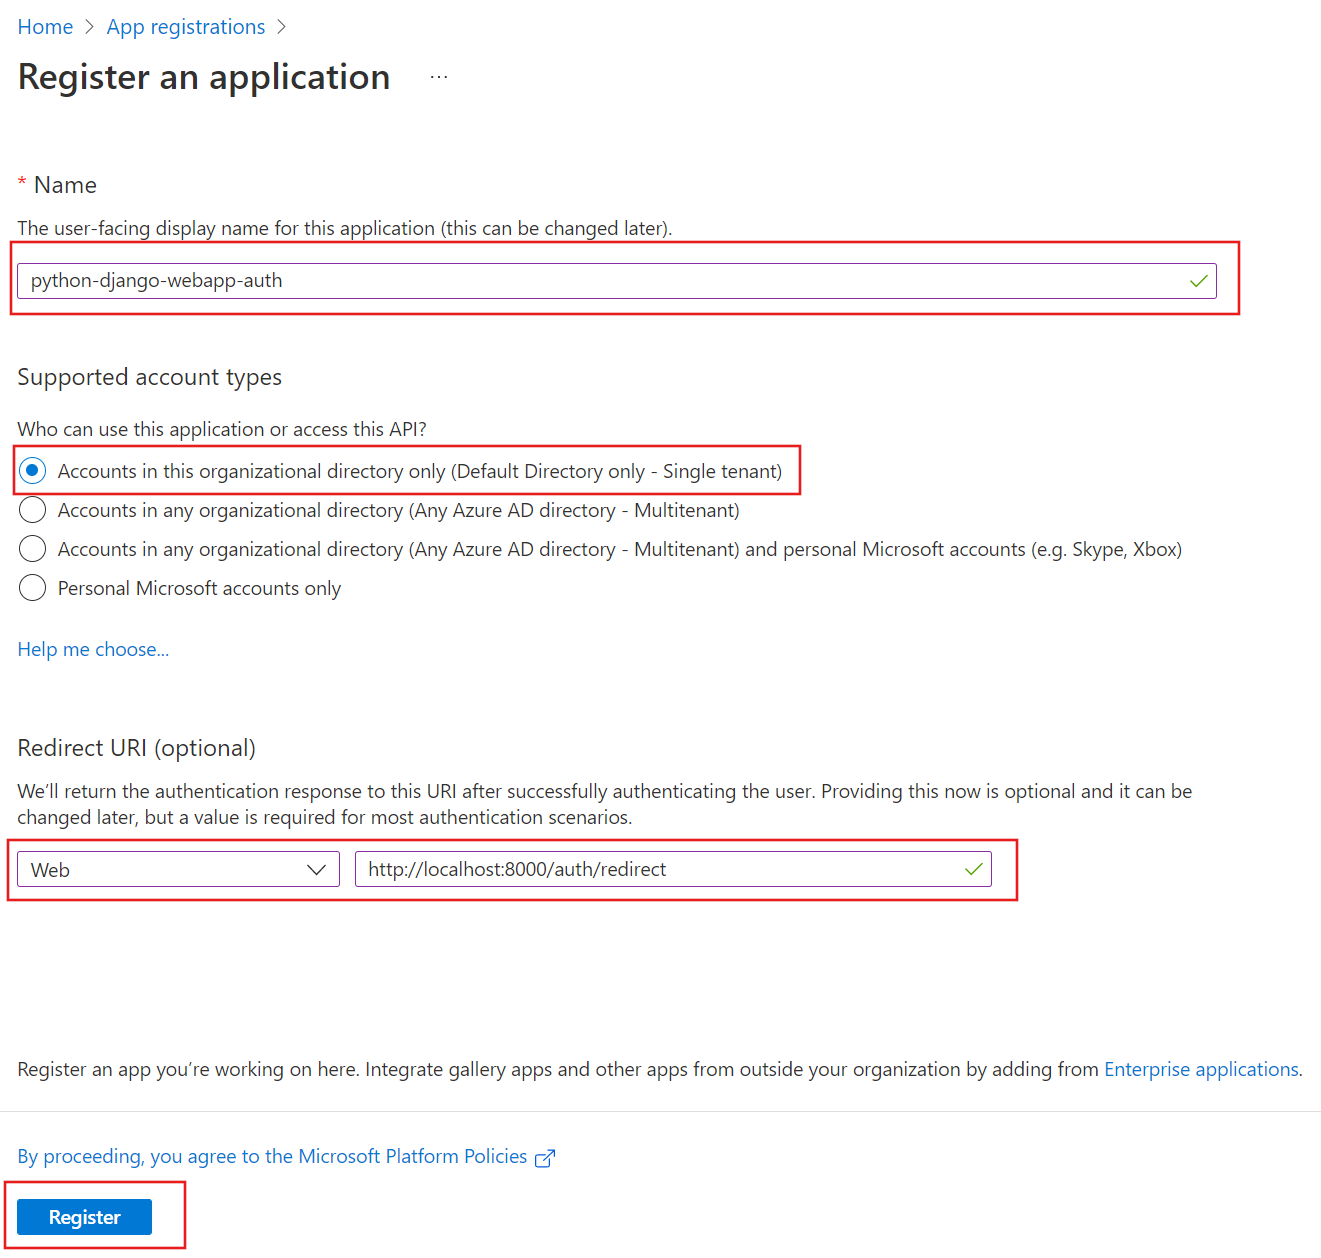 Home > App registrations >
Register an application ...
* Name
The user-facing display name for this application (this can be changed later).
python-django-webapp-auth
Supported account types
Who can use this application or access this API?
Accounts in this organizational directory only (Default Directory only - Single tenant)
Accounts in any organizational directory (Any Azure AD directory - Multitenant)
Accounts in any organizational directory (Any Azure AD directory - Multitenant) and personal Microsoft accounts (e.g. Skype, Xbox)
Personal Microsoft accounts only
Help me choose...
Redirect URI (optional)
We’ll return the authentication response to this URI after successfully authenticating the user. Providing this now is optional and it can be
changed later, but a value is required for most authentication scenarios.
Web http://localhost:8000/auth/redirect
Register an app you’re working on here. Integrate gallery apps and other apps from outside your organization by adding from Enterprise applications.
By proceeding, you agree to the Microsoft Platform Policies
Register